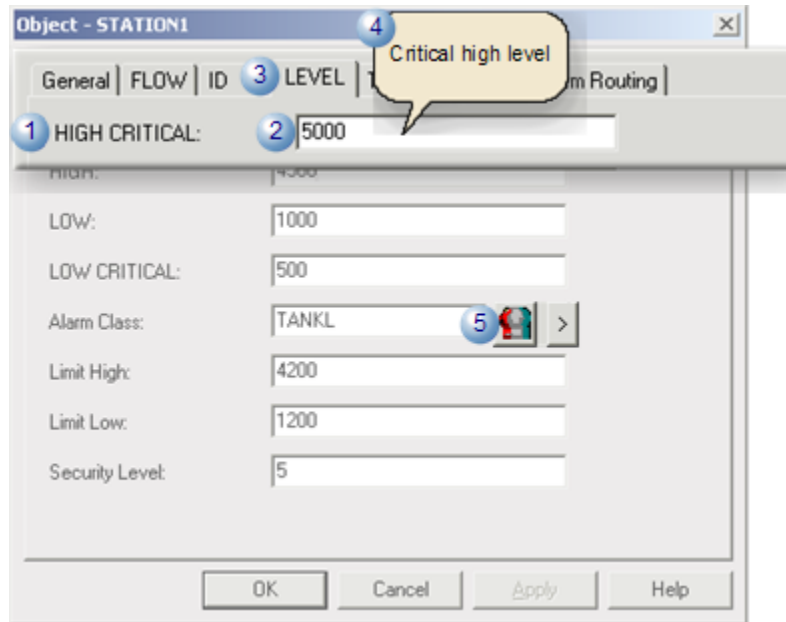 Object - STATION1
4
Critical high level
General FLOW ID 3 LEVEL T m Routing
1 HIGH CRITICAL: 2 5000
HIGH: 4500
LOW: 1000
LOW CRITICAL: 500
Alarm Class: TANKL 5 >
Limit High: 4200
Limit Low: 1200
Security Level: 5
OK Cancel Apply Help